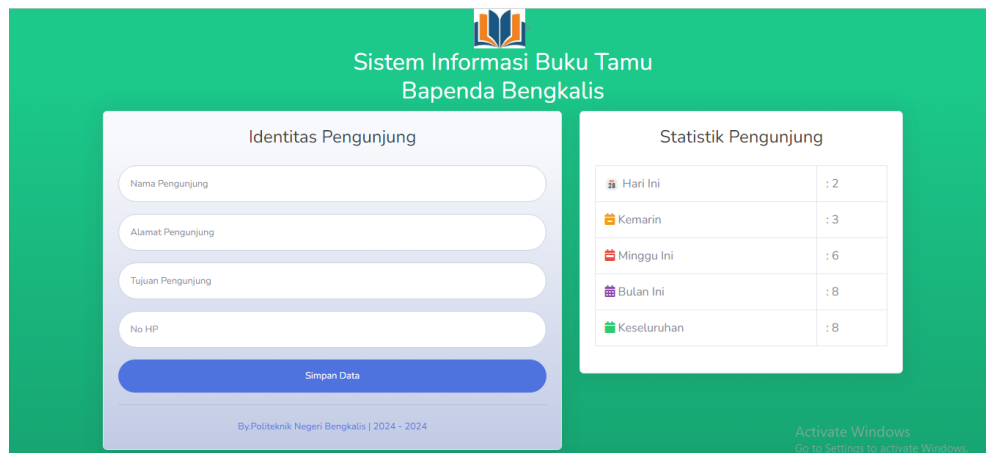 Sistem Informasi Buku Tamu
Bapenda Bengkalis
Identitas Pengunjung
Nama Pengunjung
Alamat Pengunjung
Tujuan Pengunjung
No HP
Simpan Data
By.Politeknik Negeri Bengkalis | 2024 - 2024
Statistik Pengunjung
28 Hari Ini : 2
Kemarin : 3
Minggu Ini : 6
Bulan Ini : 8
Keseluruhan : 8
Activate Windows
Go to Settings to activate Windows.